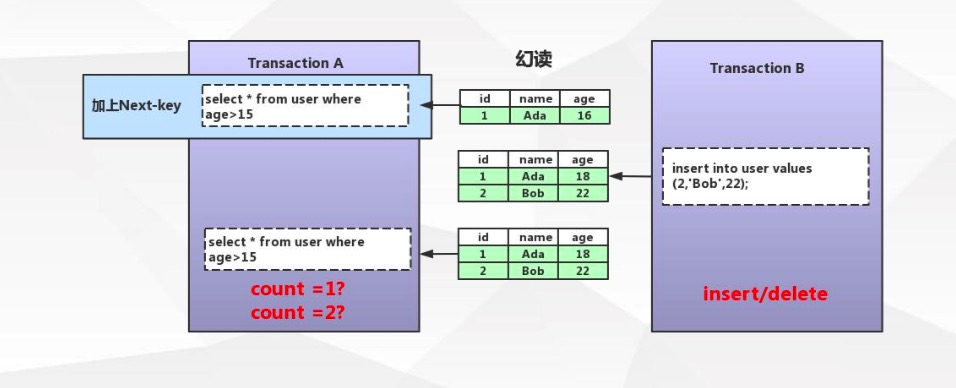 幻读
Transaction A
Transaction B
加上Next-key
select * from user where
age>15
id name age
1 Ada 16
id name age
1 Ada 18
2 Bob 22
insert into user values
(2,'Bob',22);
select * from user where
age>15
id name age
1 Ada 18
2 Bob 22
count =1?
count =2?
insert/delete